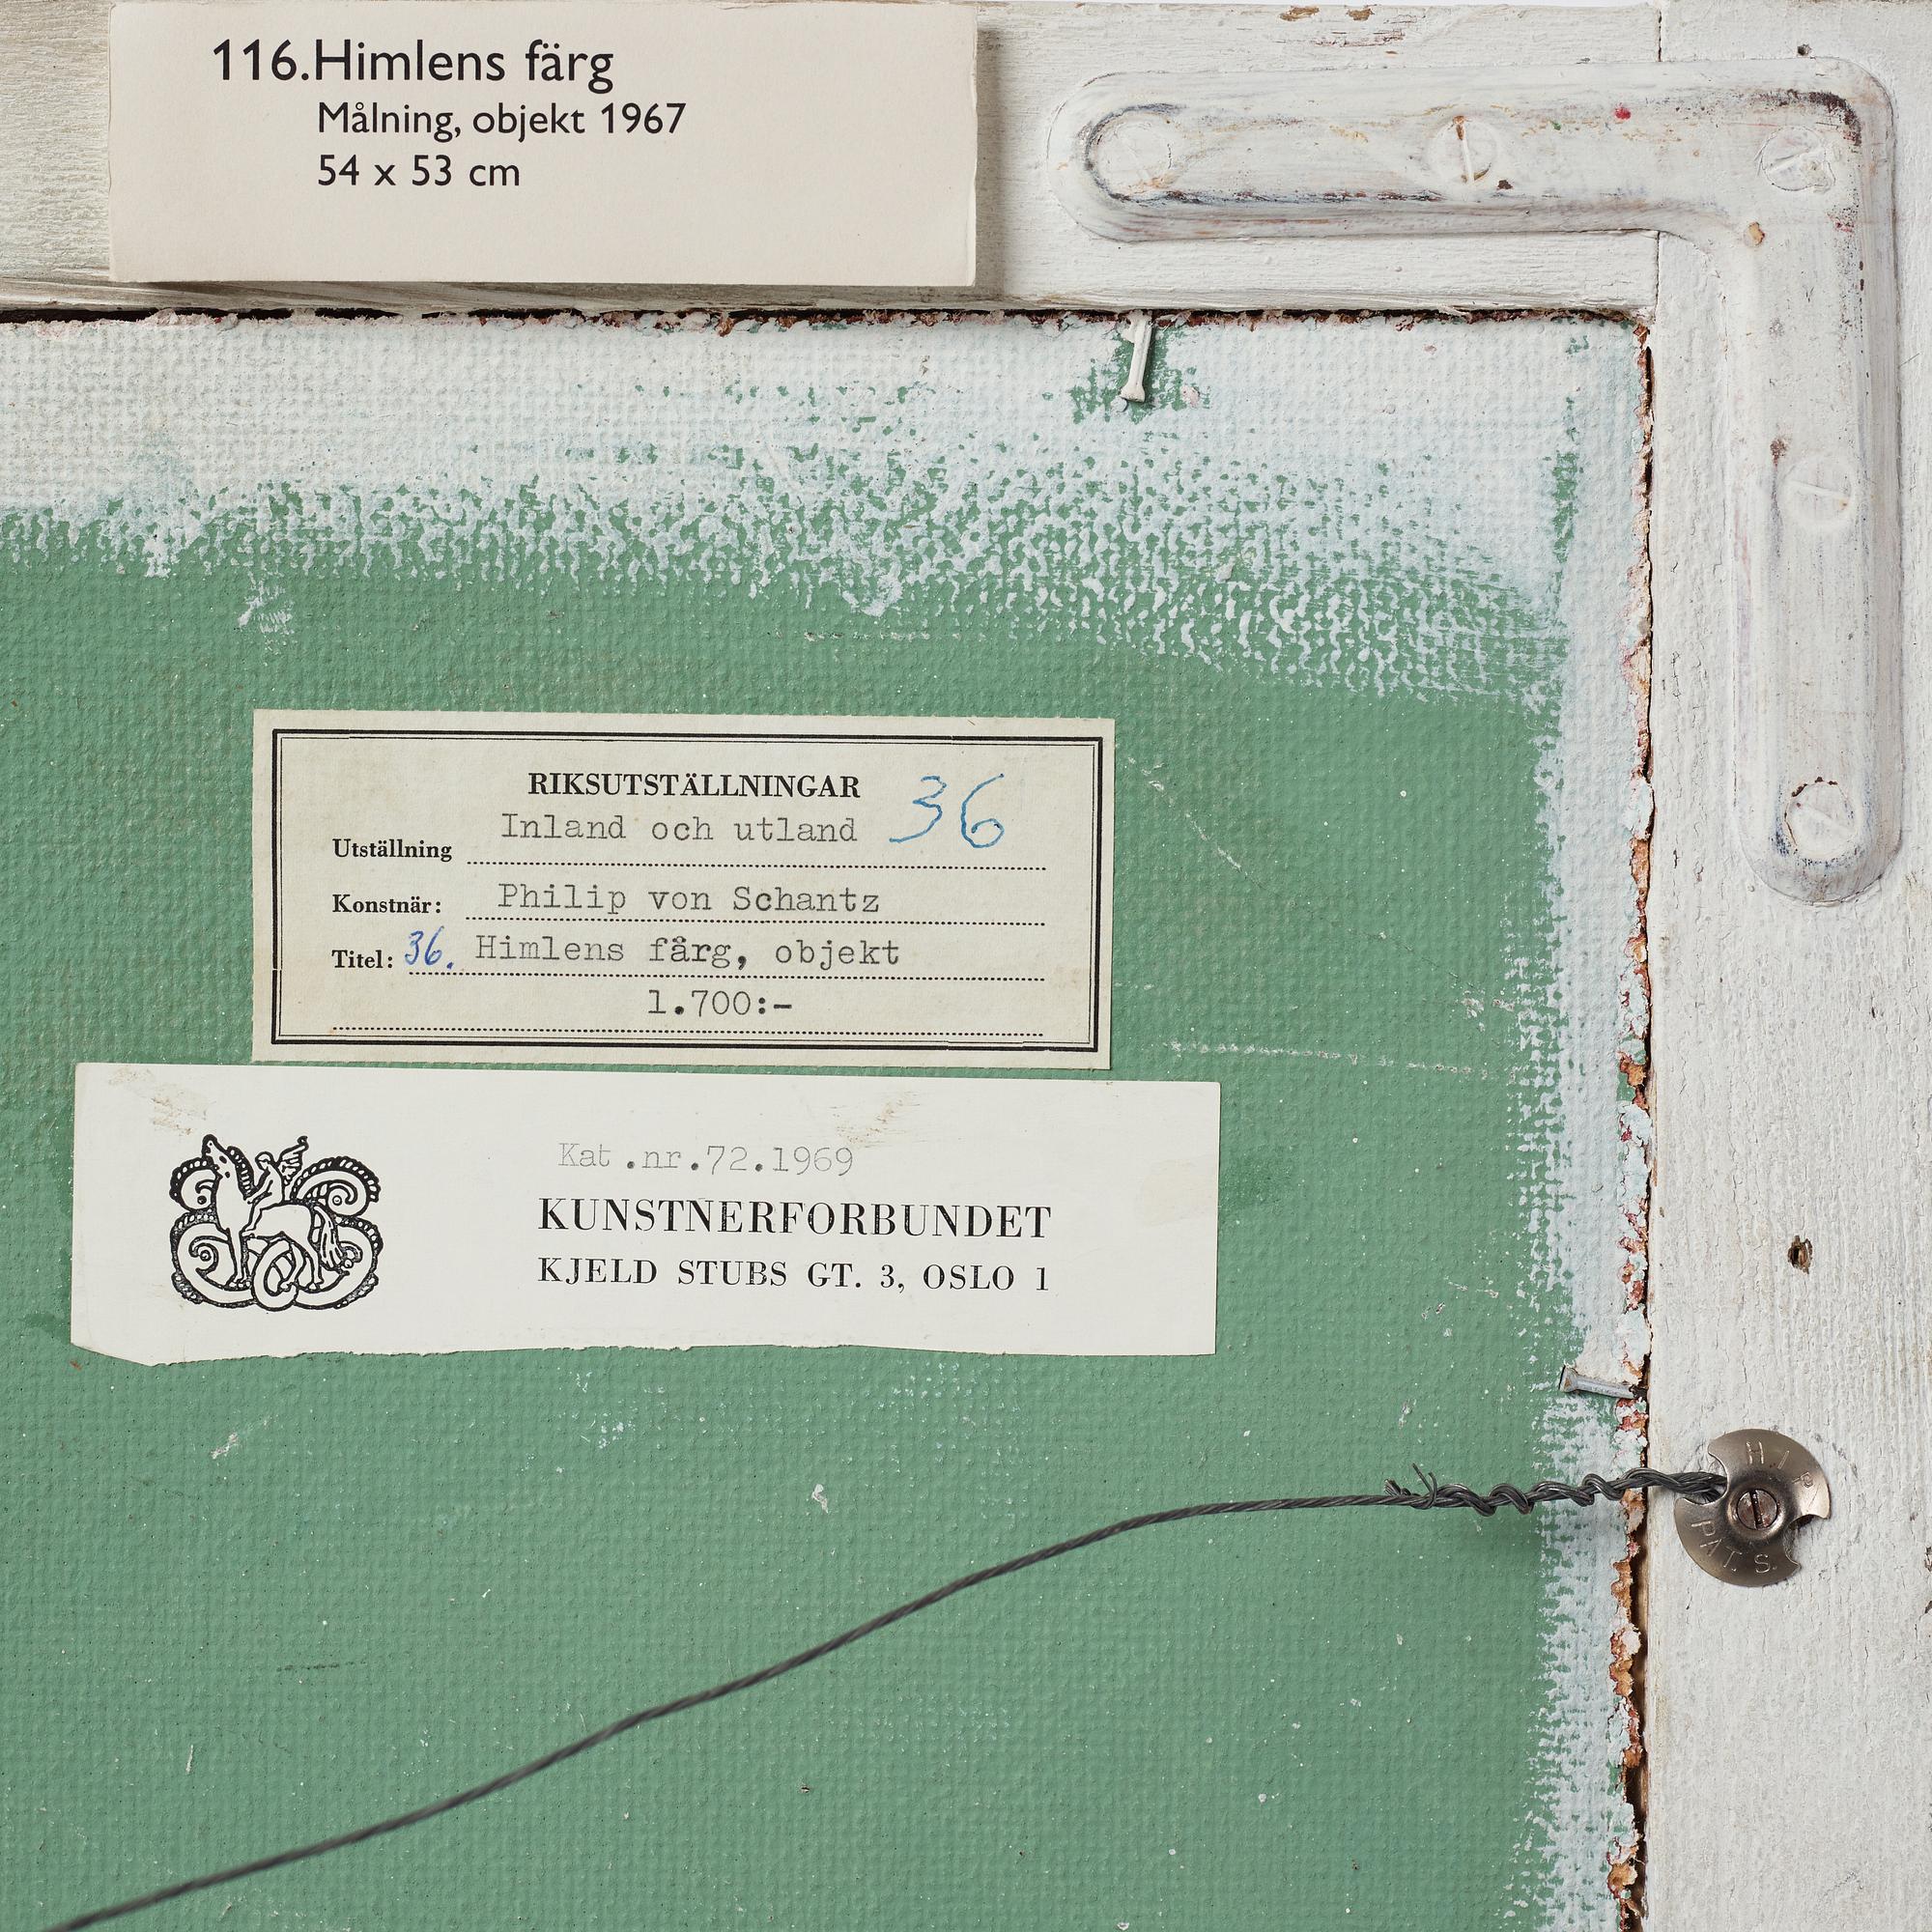 116. Himlens färg
Målning, objekt 1967
54 x 53 cm
RIKSUTSTÄLLNINGAR 36
Utställning Inland och utland
Konstnär: Philip von Schantz
Titel: 36. Himlens färg, objekt
1.700:-
Kat.nr.72.1969
KUNSTNERFORBUNDET
KJELD STUBS GT. 3, OSLO 1
H.I.P
PAT S.